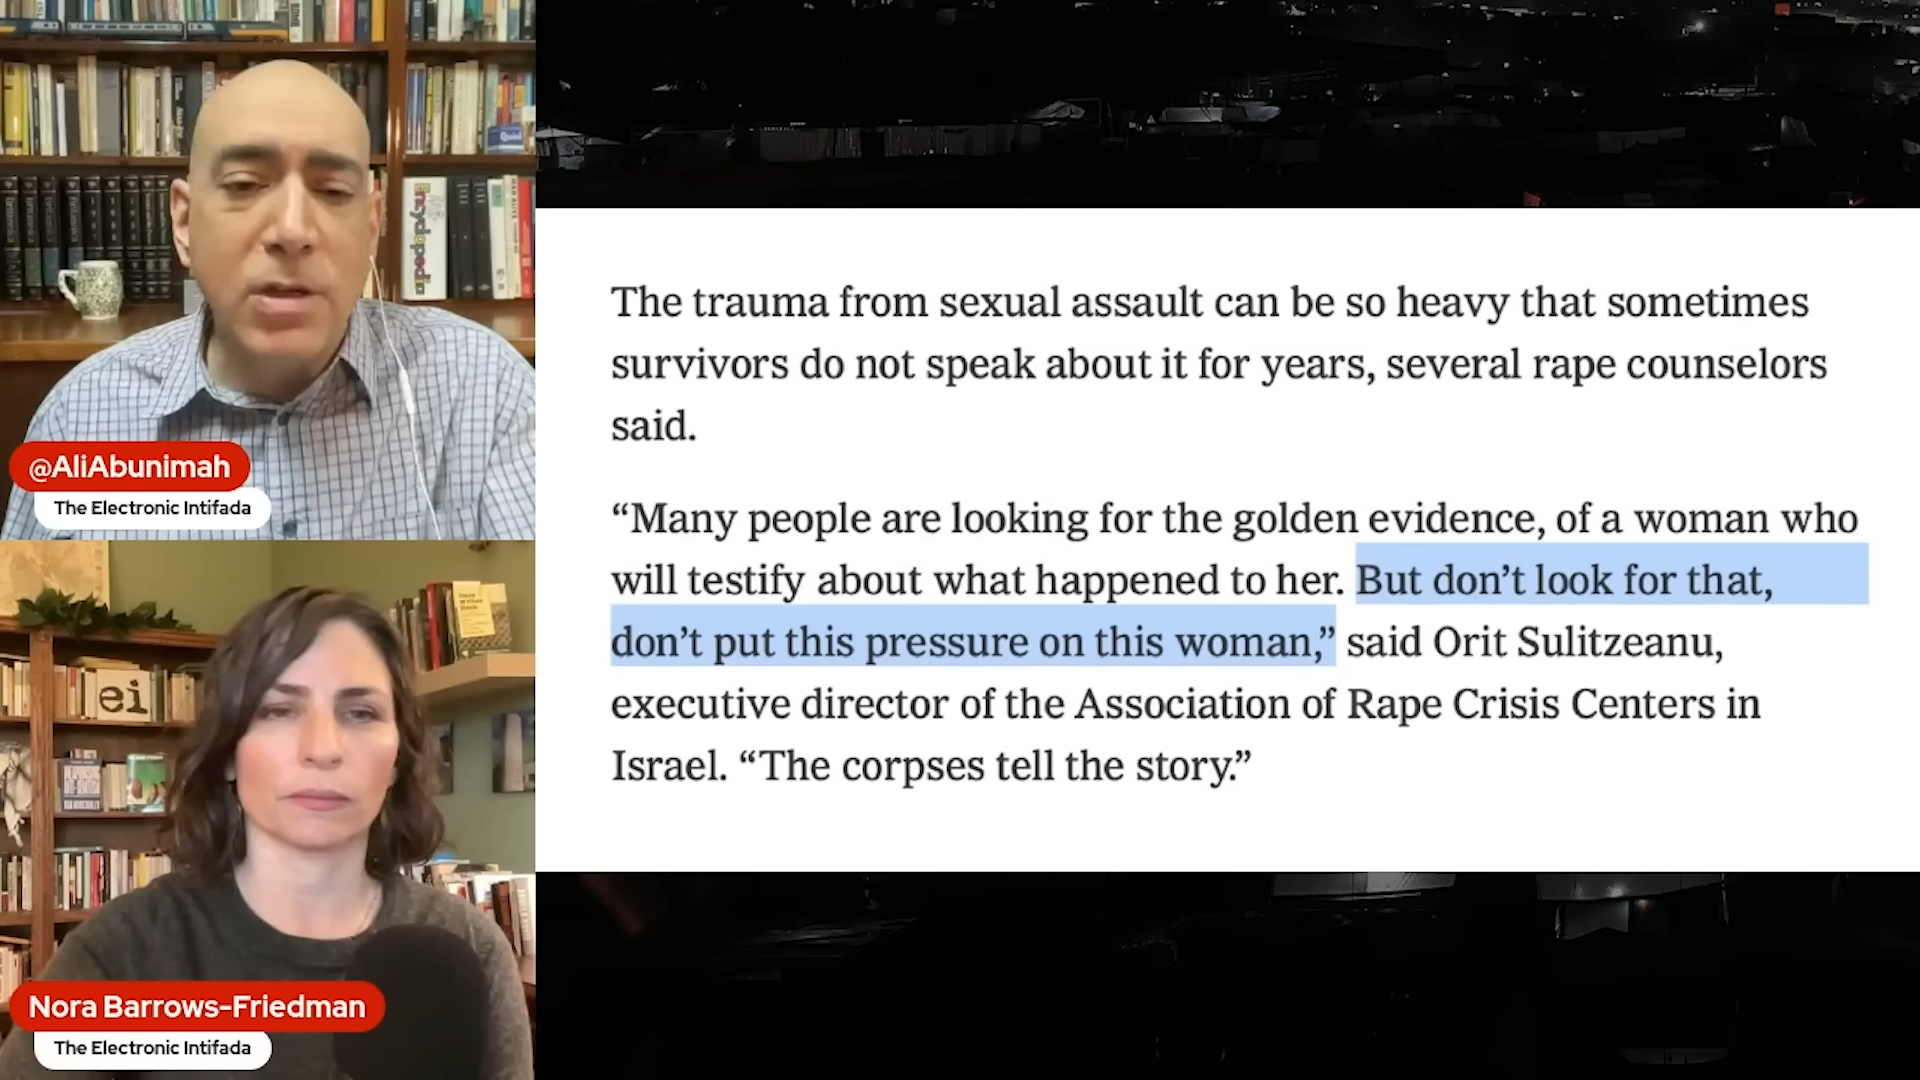 Encyclopedia
@AliAbunimah
The Electronic Intifada
ei
Nora Barrows-Friedman
The Electronic Intifada
The trauma from sexual assault can be so heavy that sometimes
survivors do not speak about it for years, several rape counselors
said.
“Many people are looking for the golden evidence, of a woman who
will testify about what happened to her. But don’t look for that,
don’t put this pressure on this woman,” said Orit Sulitzeanu,
executive director of the Association of Rape Crisis Centers in
Israel. “The corpses tell the story.”